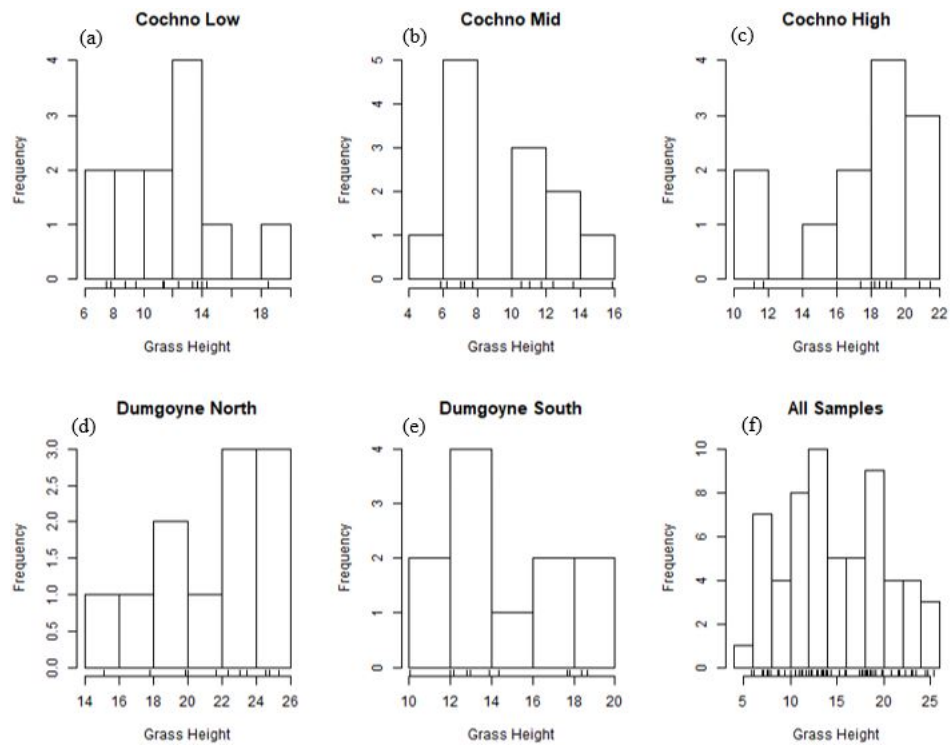 (a)
Cochno Low
Frequency
0 1 2 3 4
6 8 10 14 18
Grass Height
(b)
Cochno Mid
Frequency
0 1 2 3 4 5
4 6 8 10 12 14 16
Grass Height
(c)
Cochno High
Frequency
0 1 2 3 4
10 12 14 16 18 20 22
Grass Height
(d)
Dumgoyne North
Frequency
0.0 0.5 1.0 1.5 2.0 2.5 3.0
14 16 18 20 22 24 26
Grass Height
(e)
Dumgoyne South
Frequency
0 1 2 3 4
10 12 14 16 18 20
Grass Height
(f)
All Samples
Frequency
0 2 4 6 8 10
5 10 15 20 25
Grass Height